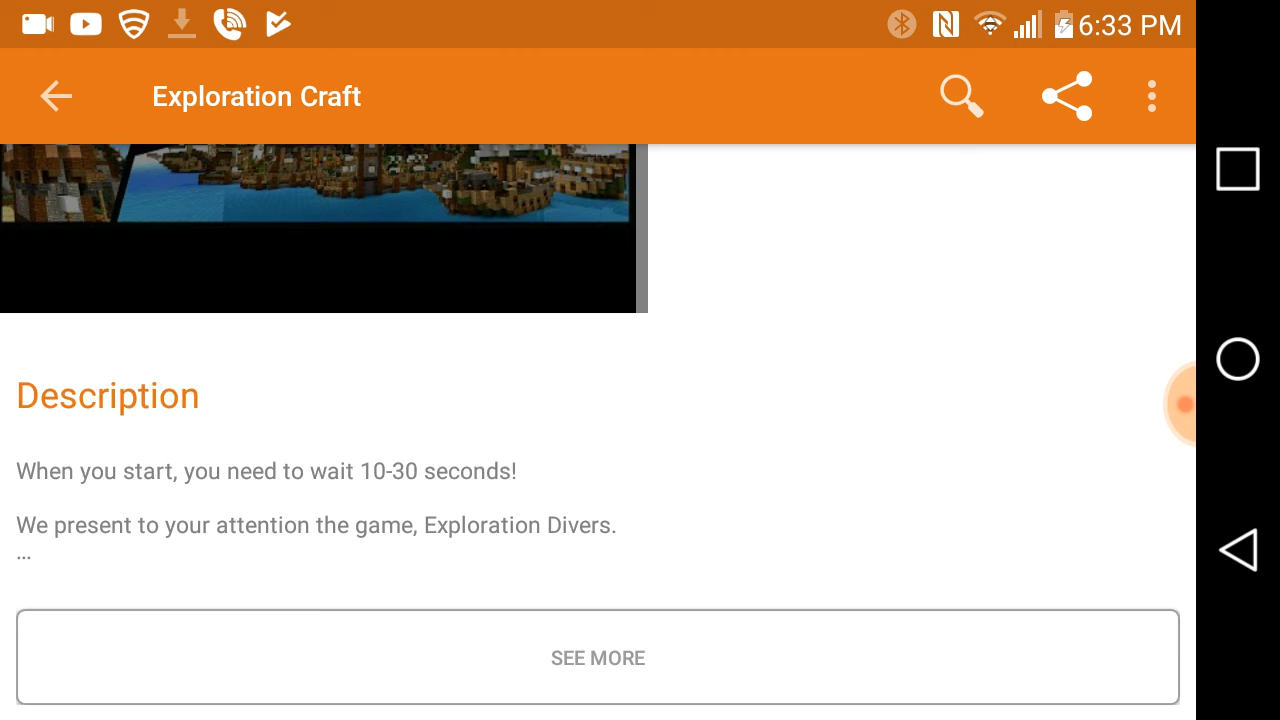 6:33 PM
Exploration Craft
Description
When you start, you need to wait 10-30 seconds!
We present to your attention the game, Exploration Divers.
...
SEE MORE